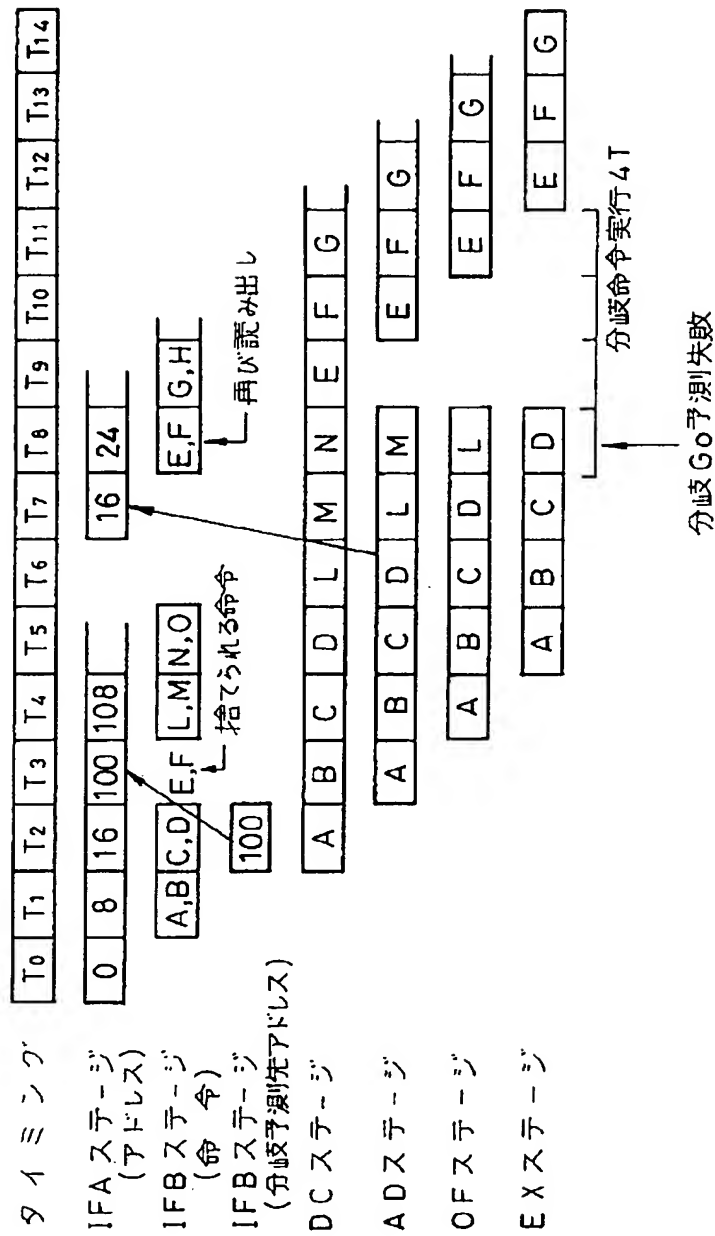 タイミング T0 T1 T2 T3 T4 T5 T6 T7 T8 T9 T10 T11 T12 T13 T14
IFAステージ 0 8 16 100 108 16 24
(アドレス)
IFBステージ A,B C,D E,F L,M N,O E,F G,H
(命 令)
捨てられる命令
再び読み出し
IFBステージ 100
(分岐予測先アドレス)
DCステージ A B C D L M N E F G
ADステージ A B C D L M E F G
OFステージ A B C D L E F G
EXステージ A B C D E F G
分岐命令実行4T
分岐Go予測失敗